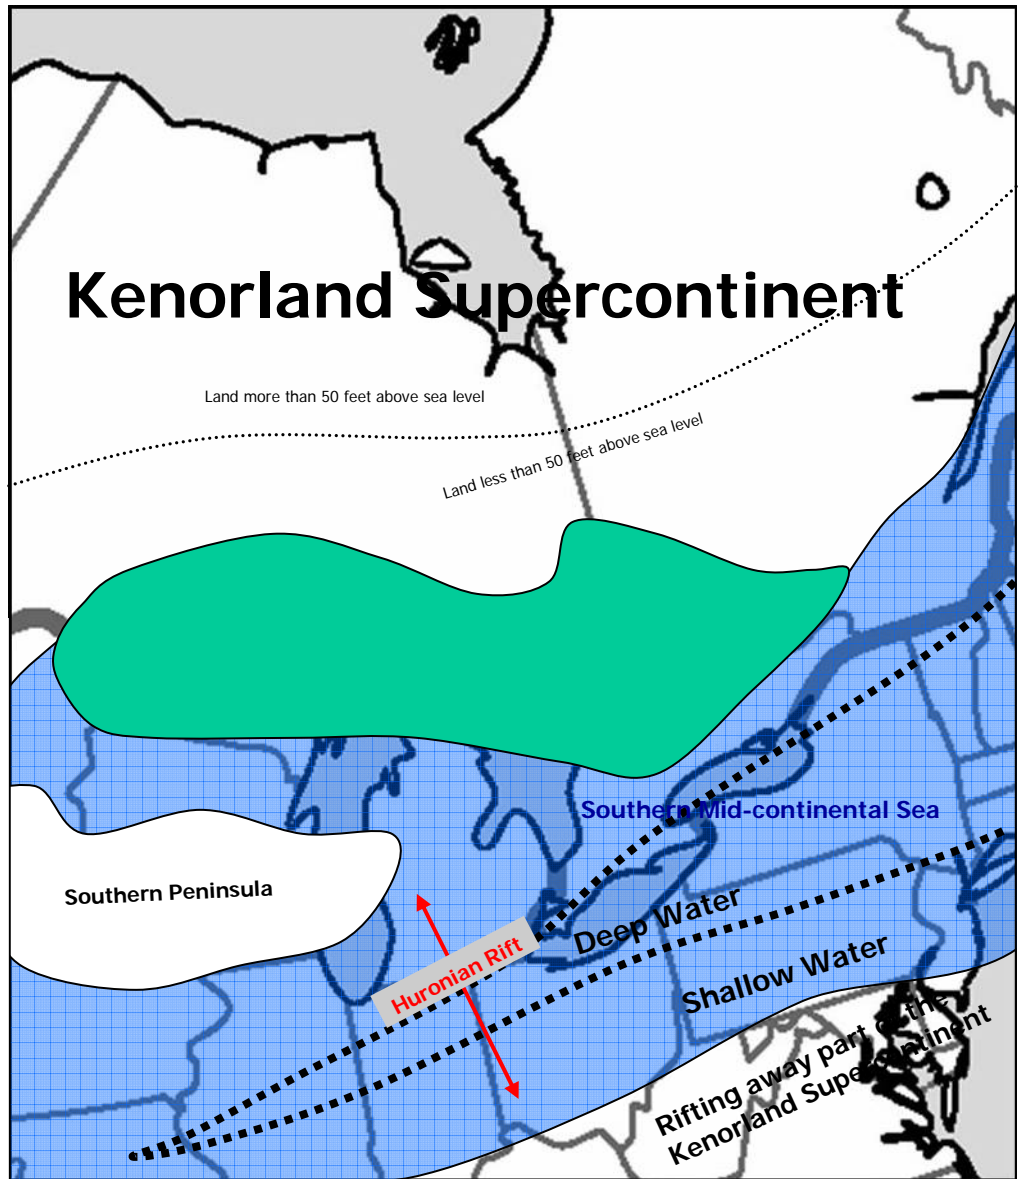 Kenorland Supercontinent
Land more than 50 feet above sea level
Land less than 50 feet above sea level
Southern Mid-continental Sea
Southern Peninsula
Deep Water
Huronian Rift
Shallow Water
Rifting away part of the
Kenorland Supercontinent